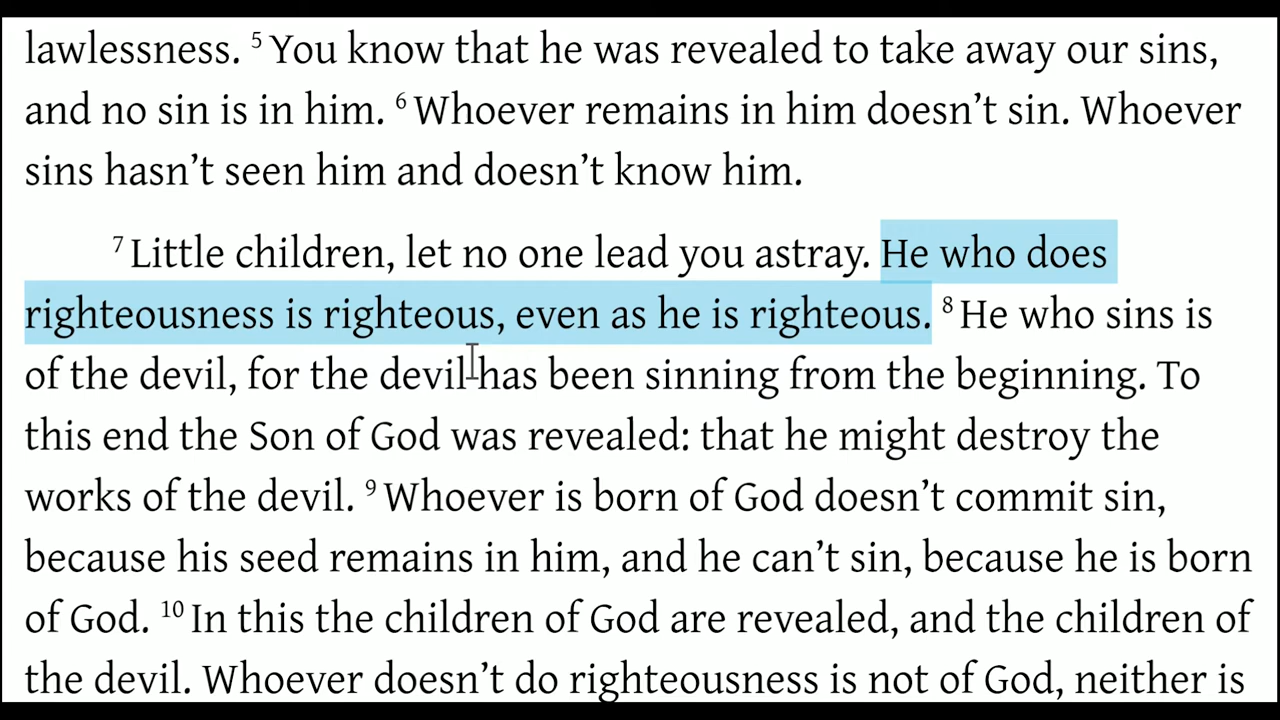 lawlessness. ⁵ You know that he was revealed to take away our sins,
and no sin is in him. ⁶ Whoever remains in him doesn’t sin. Whoever
sins hasn’t seen him and doesn’t know him.
⁷ Little children, let no one lead you astray. He who does
righteousness is righteous, even as he is righteous. ⁸ He who sins is
of the devil, for the devil has been sinning from the beginning. To
this end the Son of God was revealed: that he might destroy the
works of the devil. ⁹ Whoever is born of God doesn’t commit sin,
because his seed remains in him, and he can’t sin, because he is born
of God. ¹⁰ In this the children of God are revealed, and the children of
the devil. Whoever doesn’t do righteousness is not of God, neither is